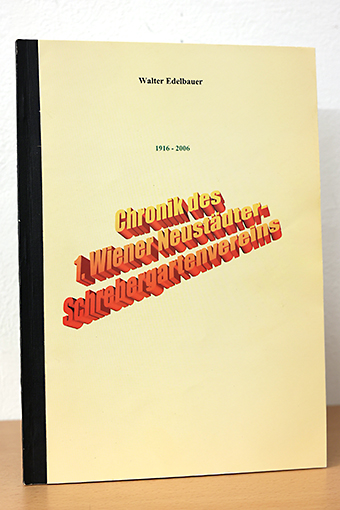 Walter Edelbauer
1916 - 2006
Chronik des
1. Wiener Neustädter-
Schrebergartenvereins